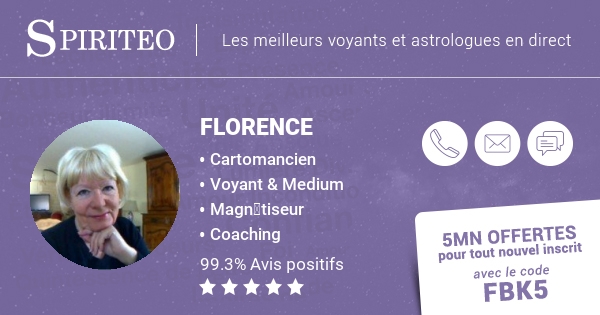 SPIRITEO
Les meilleurs voyants et astrologues en direct
FLORENCE
• Cartomancien
• Voyant & Medium
• Magn▯tiseur
• Coaching
99.3% Avis positifs
5MN OFFERTES
pour tout nouvel inscrit
avec le code
FBK5